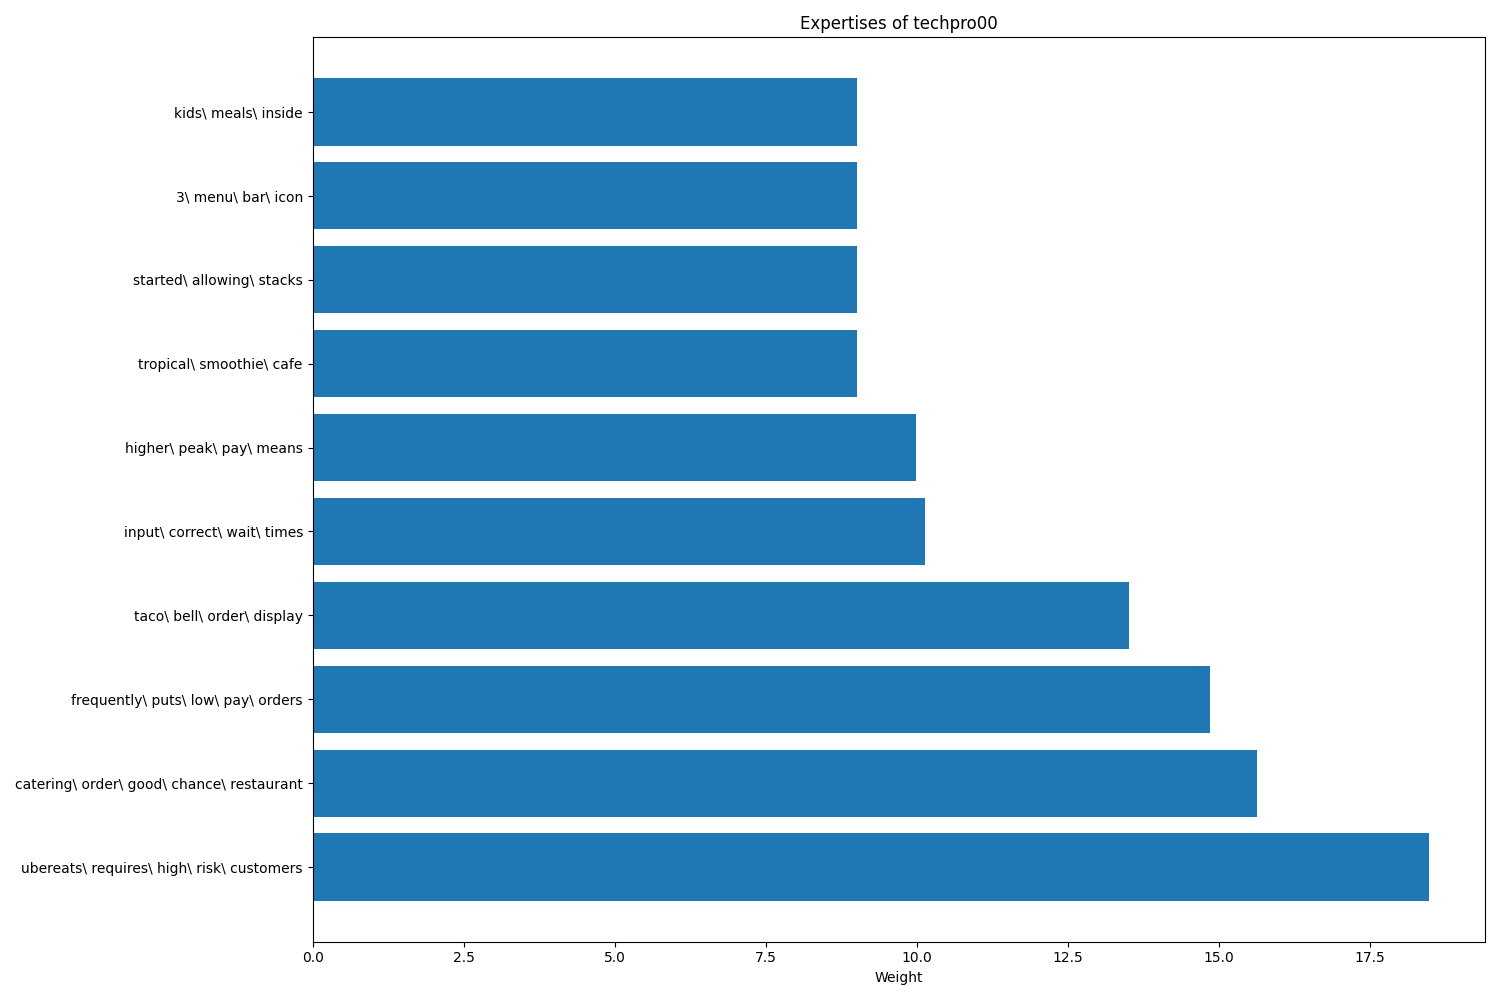 Expertises of techpro00
kids\ meals\ inside
3\ menu\ bar\ icon
started\ allowing\ stacks
tropical\ smoothie\ cafe
higher\ peak\ pay\ means
input\ correct\ wait\ times
taco\ bell\ order\ display
frequently\ puts\ low\ pay\ orders
catering\ order\ good\ chance\ restaurant
ubereats\ requires\ high\ risk\ customers
0.0 2.5 5.0 7.5 10.0 12.5 15.0 17.5
Weight